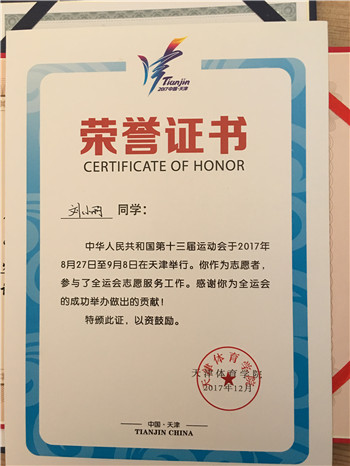 Tianjin
2017中国·天津
荣誉证书
CERTIFICATE OF HONOR
刘小雨 同学：
中华人民共和国第十三届运动会于2017年
8月27日至9月8日在天津举行。你作为志愿者，
参与了全运会志愿服务工作。感谢你为全运会
的成功举办做出的贡献！
特颁此证，以资鼓励。
天津体育学院
天津体育学院
2017年12月
中国·天津
TIANJIN CHINA